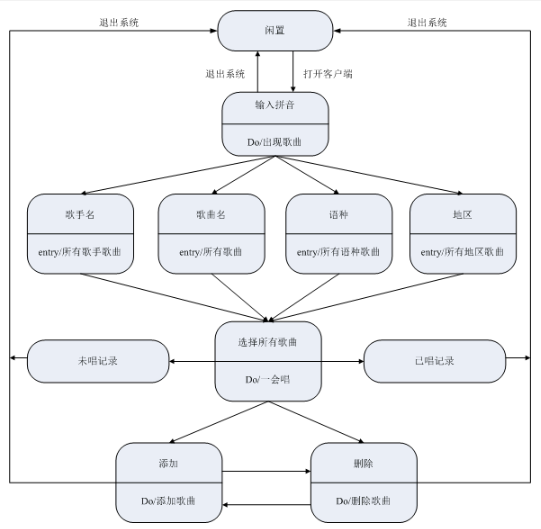 退出系统
闲置
退出系统
退出系统
打开客户端
输入拼音
Do/出现歌曲
歌手名
歌曲名
语种
地区
entry/所有歌手歌曲
entry/所有歌曲
entry/所有语种歌曲
entry/所有地区歌曲
选择所有歌曲
未唱记录
已唱记录
Do/一会唱
添加
删除
Do/添加歌曲
Do/删除歌曲